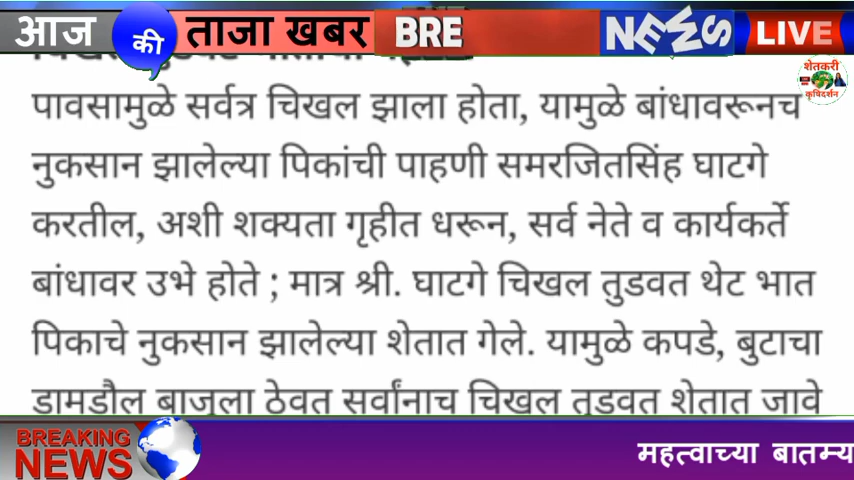 आज की ताजा खबर BRE NEWS LIVE
शेतकरी
कृषिदर्शन
पावसामुळे सर्वत्र चिखल झाला होता, यामुळे बांधावरूनच
नुकसान झालेल्या पिकांची पाहणी समरजितसिंह घाटगे
करतील, अशी शक्यता गृहीत धरून, सर्व नेते व कार्यकर्ते
बांधावर उभे होते ; मात्र श्री. घाटगे चिखल तुडवत थेट भात
पिकाचे नुकसान झालेल्या शेतात गेले. यामुळे कपडे, बुटाचा
डामडौल बाजूला ठेवत सर्वांनाच चिखल तुडवत शेतात जावे
BREAKING
NEWS
महत्वाच्या बातम्य